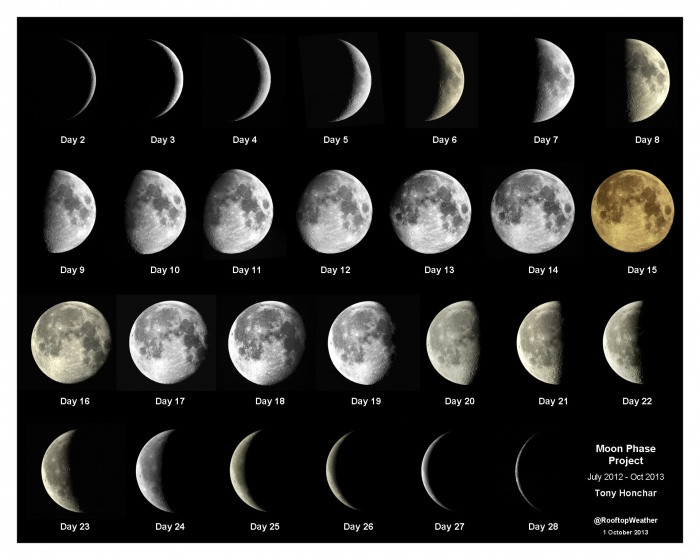 Day 2
Day 3
Day 4
Day 5
Day 6
Day 7
Day 8
Day 9
Day 10
Day 11
Day 12
Day 13
Day 14
Day 15
Day 16
Day 17
Day 18
Day 19
Day 20
Day 21
Day 22
Day 23
Day 24
Day 25
Day 26
Day 27
Day 28
Moon Phase
Project
July 2012 - Oct 2013
Tony Honchar
@RooftopWeather
1 October 2013